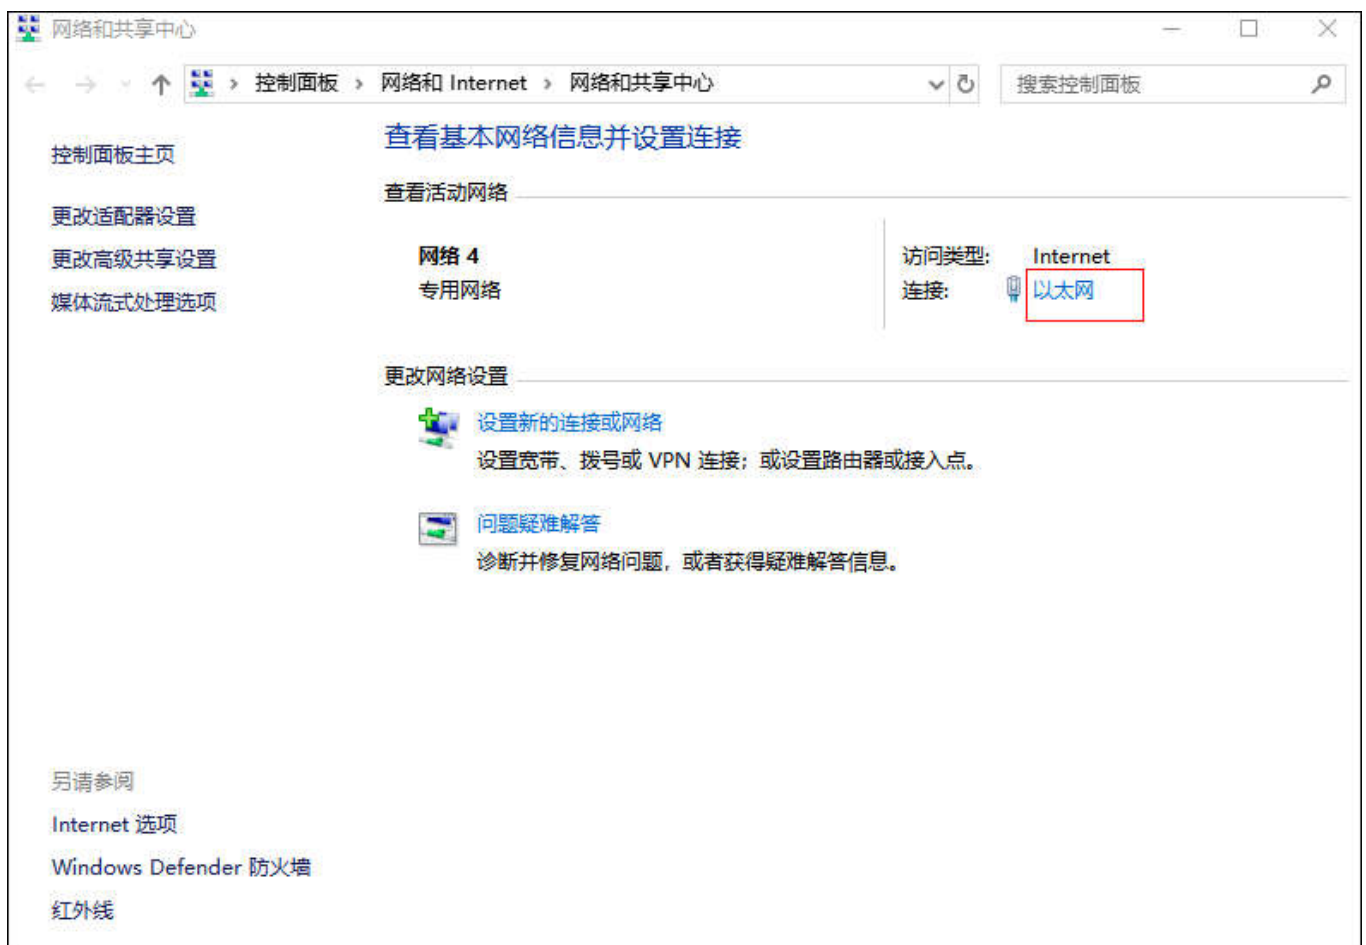 网络和共享中心
控制面板 › 网络和 Internet › 网络和共享中心
搜索控制面板
控制面板主页
更改适配器设置
更改高级共享设置
媒体流式处理选项
查看基本网络信息并设置连接
查看活动网络
网络 4
专用网络
访问类型: Internet
连接: 以太网
更改网络设置
设置新的连接或网络
设置宽带、拨号或 VPN 连接；或设置路由器或接入点。
问题疑难解答
诊断并修复网络问题，或者获得疑难解答信息。
另请参阅
Internet 选项
Windows Defender 防火墙
红外线